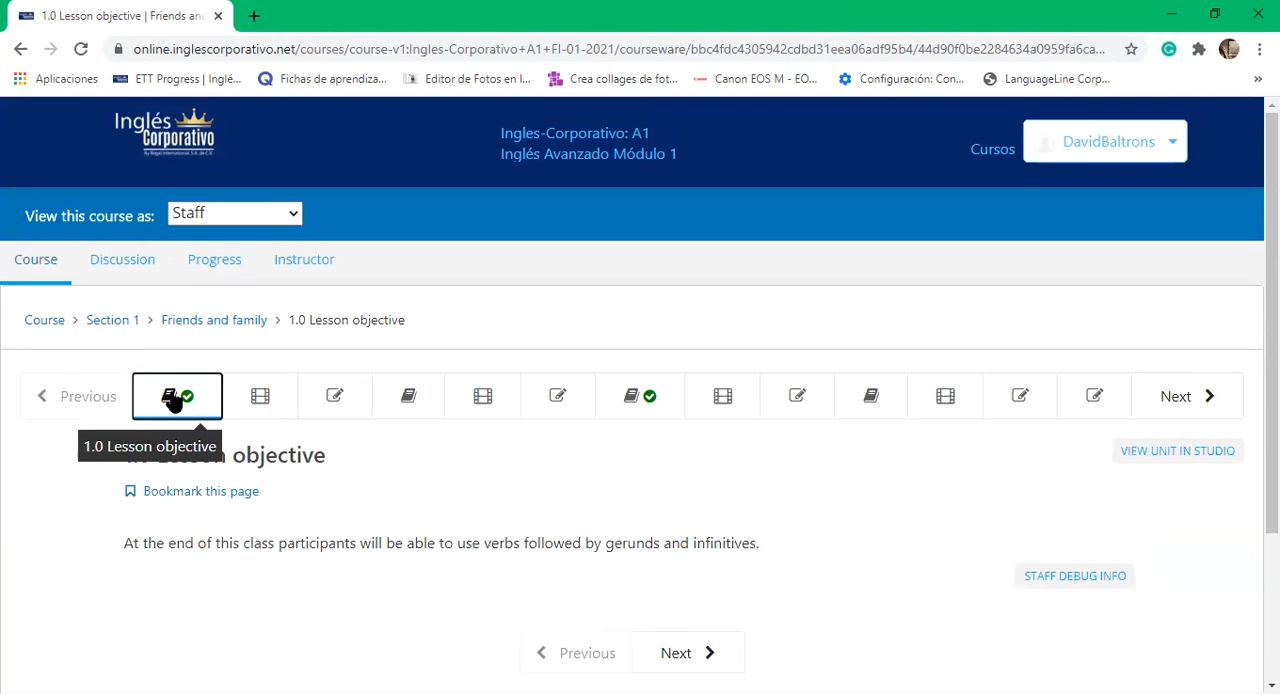 1.0 Lesson objective | Friends and
online.inglescorporativo.net/courses/course-v1:Ingles-Corporativo+A1+FI-01-2021/courseware/bbc4fdc4305942cdbd31eea06adf95b4/44d90f0be2284634a0959fa6ca...
Aplicaciones ETT Progress | Inglé... Fichas de aprendiza... Editor de Fotos en l... Crea collages de fot... Canon EOS M - EO... Configuración: Con... LanguageLine Corp... »
Inglés
Corporativo
Ingles-Corporativo: A1
Inglés Avanzado Módulo 1
Cursos DavidBaltrons
View this course as: Staff
Course Discussion Progress Instructor
Course > Section 1 > Friends and family > 1.0 Lesson objective
Previous Next
1.0 Lesson objective
objective
VIEW UNIT IN STUDIO
Bookmark this page
At the end of this class participants will be able to use verbs followed by gerunds and infinitives.
STAFF DEBUG INFO
Previous Next